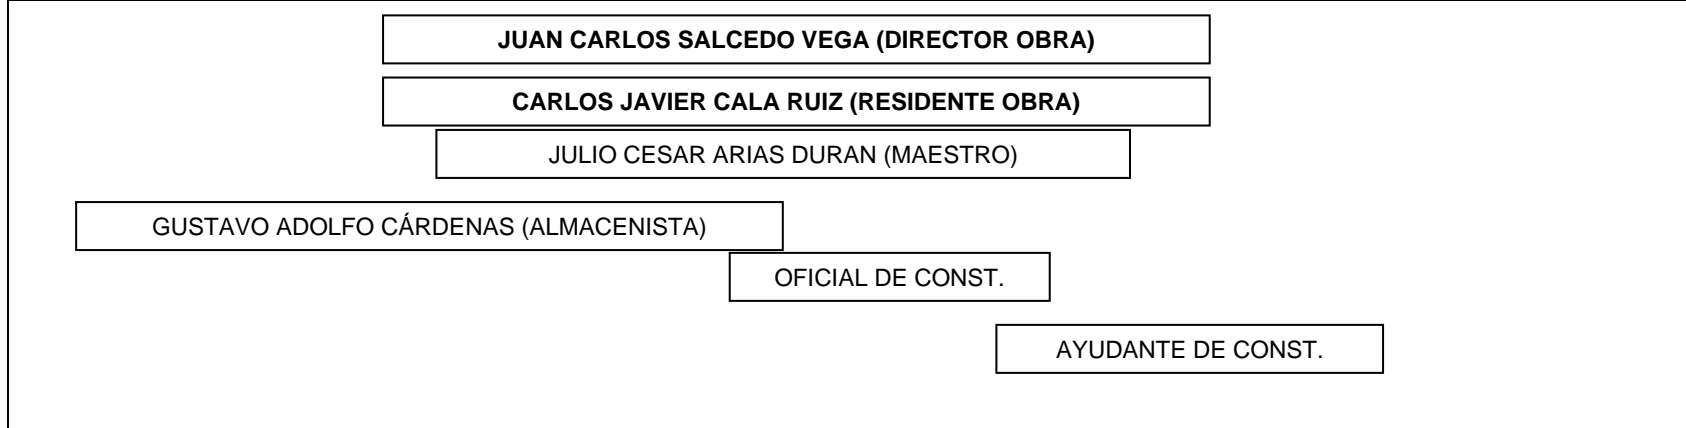 JUAN CARLOS SALCEDO VEGA (DIRECTOR OBRA)
CARLOS JAVIER CALA RUIZ (RESIDENTE OBRA)
JULIO CESAR ARIAS DURAN (MAESTRO)
GUSTAVO ADOLFO CÁRDENAS (ALMACENISTA)
OFICIAL DE CONST.
AYUDANTE DE CONST.